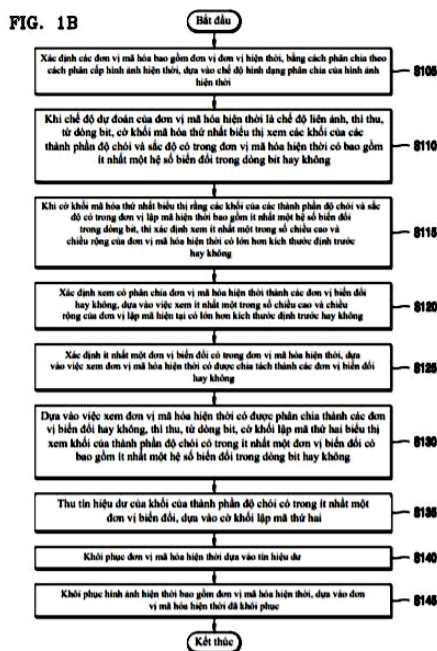 FIG. 1B
Bắt đầu
Xác định các đơn vị mã hóa bao gồm đơn vị đơn vị hiện thời, bằng cách phân chia theo
cách phân cấp hình ảnh hiện thời, dựa vào chế độ hình dạng phân chia của hình ảnh
hiện thời
S105
Khi chế độ dự đoán của đơn vị mã hóa hiện thời là chế độ liên ảnh, thì thu,
từ dòng bit, cờ khối mã hóa thứ nhất biểu thị xem các khối của các
thành phần độ chói và sắc độ có trong đơn vị mã hóa hiện thời có bao gồm
ít nhất một hệ số biến đổi trong dòng bit hay không
S110
Khi cờ khối mã hóa thứ nhất biểu thị rằng các khối của các thành phần độ chói và sắc
độ có trong đơn vị lập mã hiện thời bao gồm ít nhất một hệ số biến đổi
trong dòng bit, thì xác định xem ít nhất một trong số chiều cao và
chiều rộng của đơn vị mã hóa hiện thời có lớn hơn kích thước định trước
hay không
S115
Xác định xem có phân chia đơn vị mã hóa hiện thời thành các đơn vị biến đổi
hay không, dựa vào việc xem ít nhất một trong số chiều cao và chiều
rộng của đơn vị lập mã hiện tại có lớn hơn kích thước định trước hay không
S120
Xác định ít nhất một đơn vị biến đổi có trong đơn vị mã hóa hiện thời, dựa
vào việc xem đơn vị mã hóa hiện thời có được chia tách thành các đơn vị biến đổi
hay không
S125
Dựa vào việc xem đơn vị mã hóa hiện thời có được phân chia thành các đơn
vị biến đổi hay không, thì thu, từ dòng bit, cờ khối lập mã thứ hai biểu thị
xem khối của thành phần độ chói có trong ít nhất một đơn vị biến đổi có
bao gồm ít nhất một hệ số biến đổi trong dòng bit hay không
S130
Thu tín hiệu dư của khối của thành phần độ chói có trong ít nhất một
đơn vị biến đổi, dựa vào cờ khối lập mã thứ hai
S135
Khôi phục đơn vị mã hóa hiện thời dựa vào tín hiệu dư
S140
Khôi phục hình ảnh hiện thời bao gồm đơn vị mã hóa hiện thời, dựa vào đơn
vị mã hóa hiện thời đã khôi phục
S145
Kết thúc